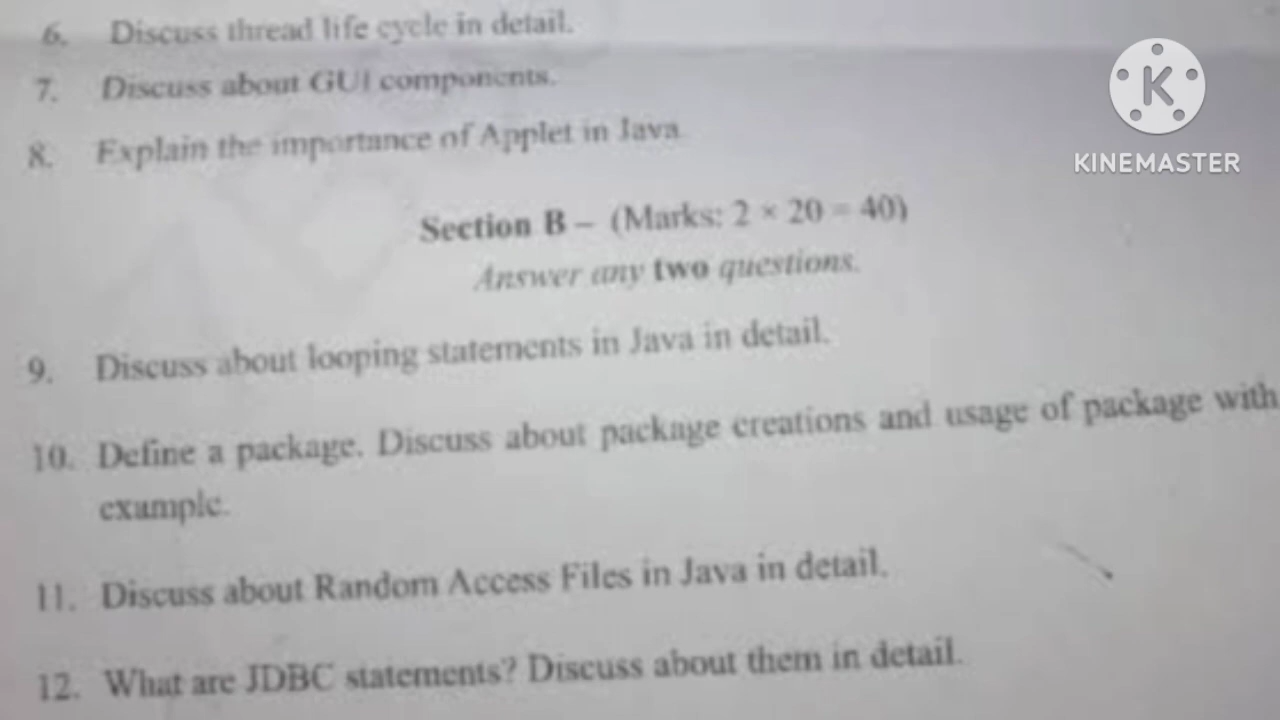 6. Discuss thread life cycle in detail.
7. Discuss about GUI components.
K
KINEMASTER
8. Explain the importance of Applet in Java
Section B – (Marks: 2 × 20 = 40)
Answer any two questions.
9. Discuss about looping statements in Java in detail.
10. Define a package. Discuss about package creations and usage of package with
example.
11. Discuss about Random Access Files in Java in detail.
12. What are JDBC statements? Discuss about them in detail.